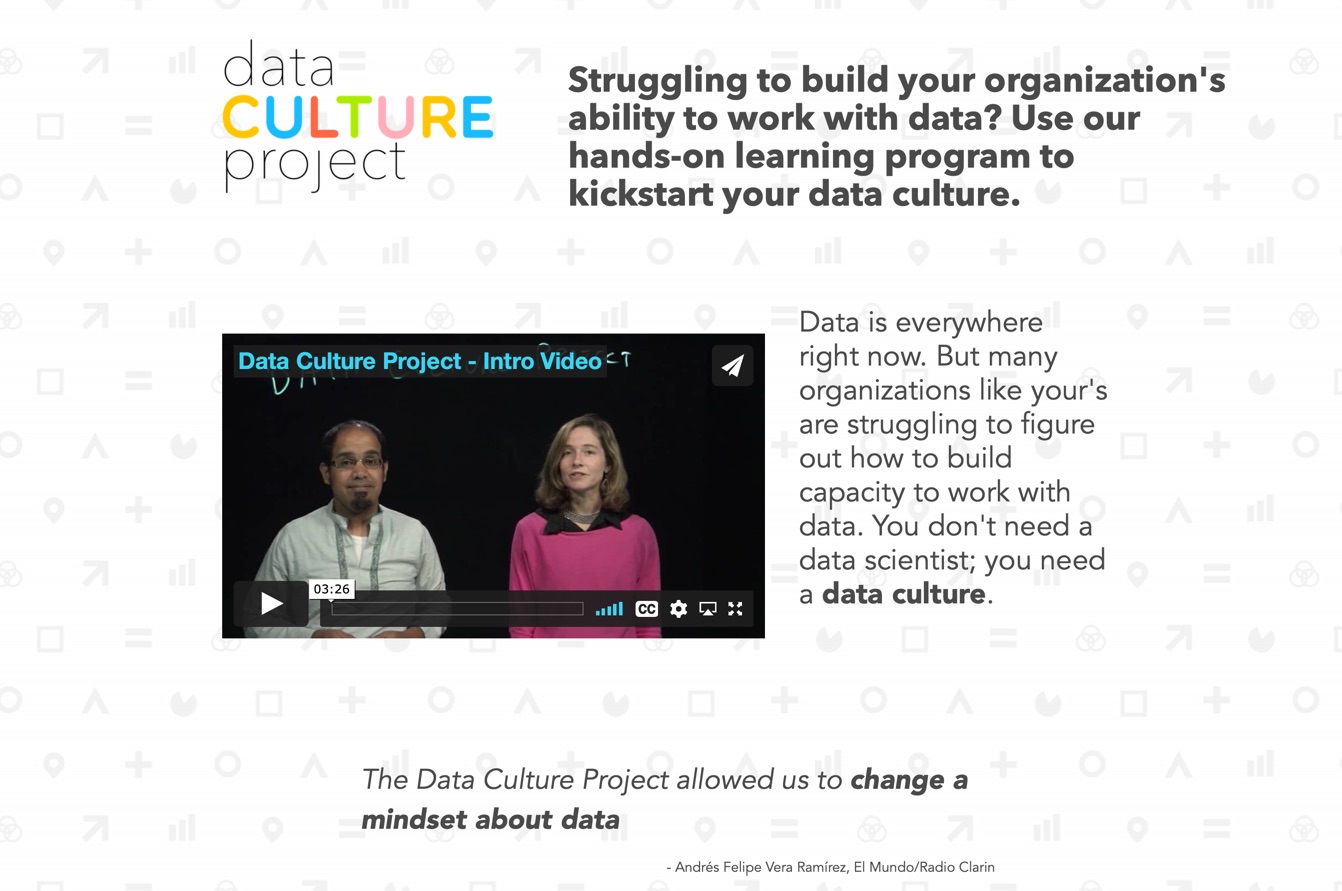 data
CULTURE
project
Struggling to build your organization's
ability to work with data? Use our
hands-on learning program to
kickstart your data culture.
Data Culture Project - Intro Video
03:26
CC
Data is everywhere
right now. But many
organizations like your's
are struggling to figure
out how to build
capacity to work with
data. You don't need a
data scientist; you need
a data culture.
The Data Culture Project allowed us to change a
mindset about data
- Andrés Felipe Vera Ramírez, El Mundo/Radio Clarin